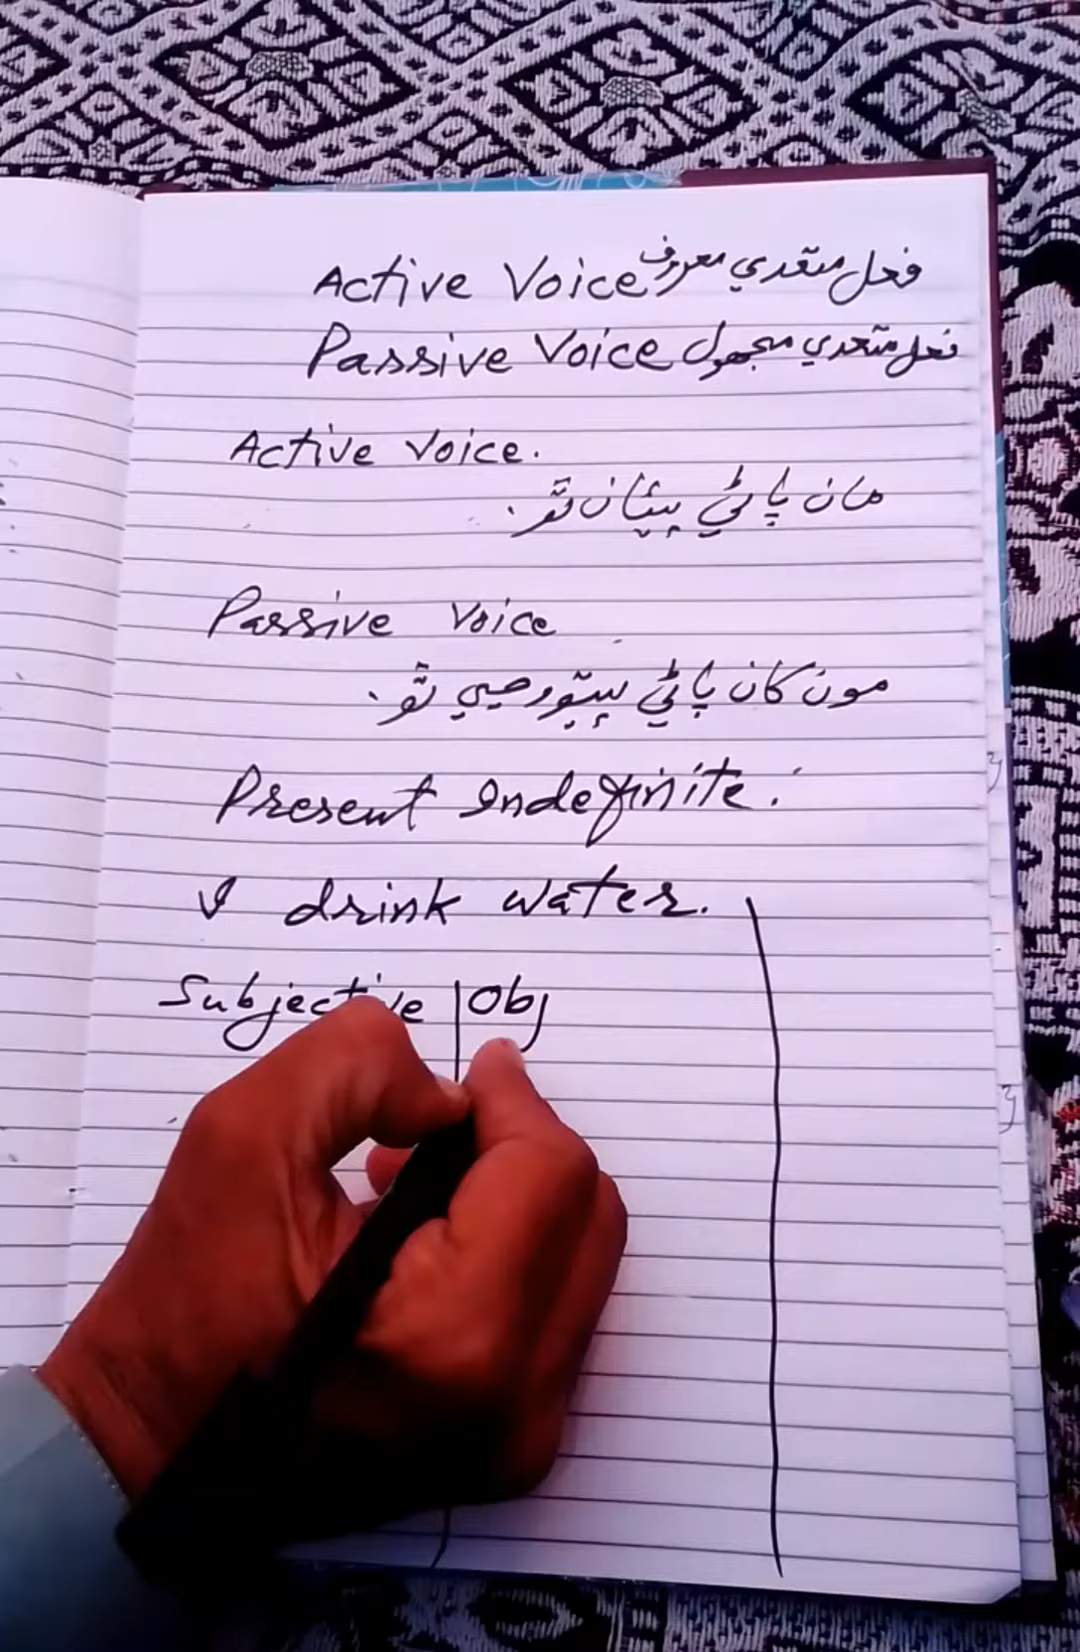 Active Voice فعل متعدي معروف
Passive Voice فعل متعدي مجهول
Active Voice.
مان پاڻي پيئان ٿو.
Passive Voice
مون کان پاڻي پيتو وڃي ٿو.
Present Indefinite.
I drink water.
Subjective | Obj